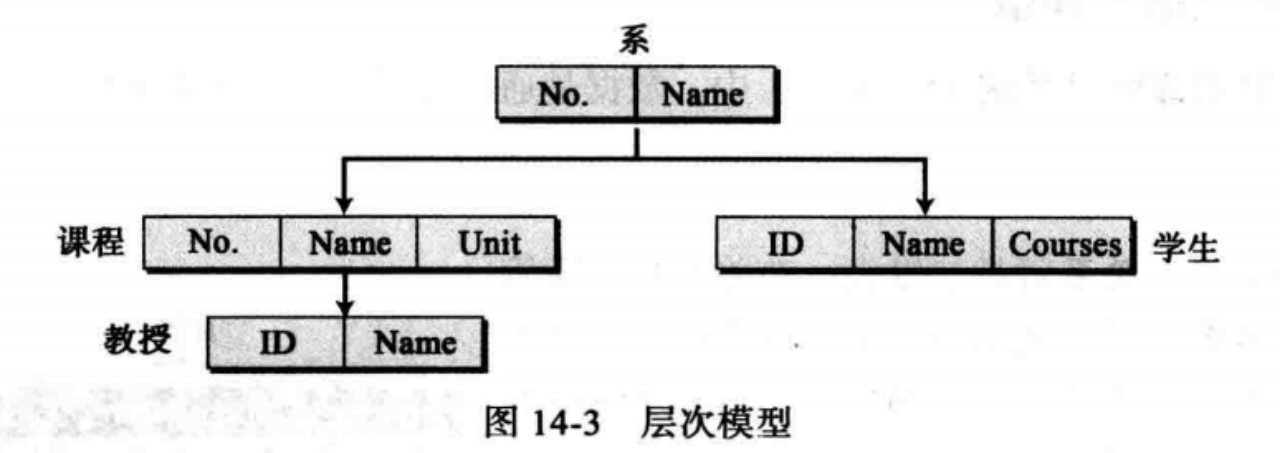 系
No. Name
课程 No. Name Unit
ID Name Courses 学生
教授 ID Name
图 14-3 层次模型